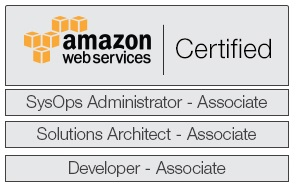 amazon
web services
Certified
SysOps Administrator - Associate
Solutions Architect - Associate
Developer - Associate